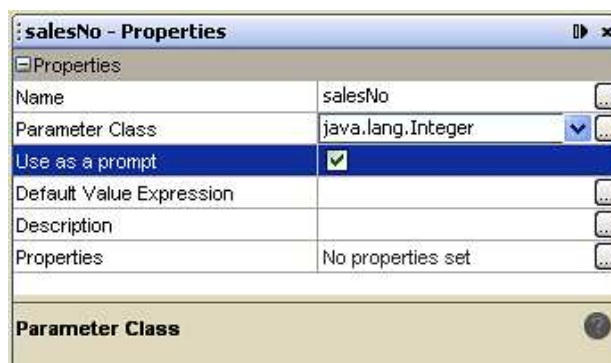 salesNo - Properties
Properties
Name salesNo ...
Parameter Class java.lang.Integer ...
Use as a prompt
Default Value Expression ...
Description ...
Properties No properties set ...
Parameter Class ?